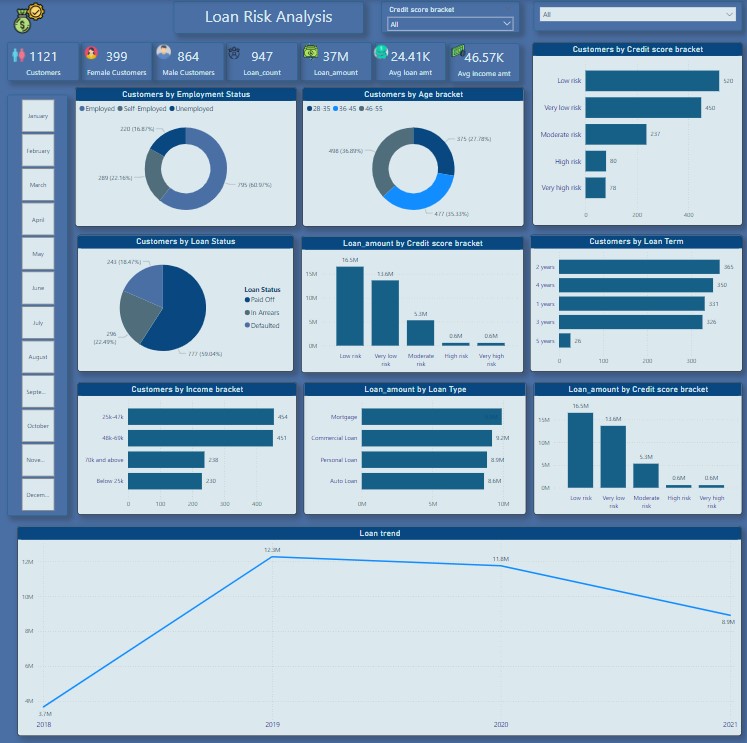 Loan Risk Analysis
Credit score bracket
All
All
1121
Customers
399
Female Customers
864
Male Customers
947
Loan_count
37M
Loan_amount
24.41K
Avg loan amt
46.57K
Avg income amt
January
February
March
April
May
June
July
August
Septe...
October
Nove...
Decem...
Customers by Employment Status
Employed Self-Employed Unemployed
220 (16.87%)
289 (22.16%)
795 (60.97%)
Customers by Age bracket
28-35 36-45 46-55
375 (27.78%)
498 (36.89%)
477 (35.33%)
Customers by Credit score bracket
Low risk 520
Very low risk 450
Moderate risk 237
High risk 80
Very high risk 78
0 200 400
Customers by Loan Status
243 (18.47%)
296
(22.49%)
777 (59.04%)
Loan Status
Paid Off
In Arrears
Defaulted
Loan_amount by Credit score bracket
15M
10M
5M
0M
16.5M
13.6M
5.3M
0.6M
0.6M
Low risk
Very low
risk
Moderate
risk
High risk
Very high
risk
Customers by Loan Term
2 years 365
4 years 350
1 years 331
3 years 326
5 years 26
0 100 200 300
Customers by Income bracket
25k-47k 454
48k-69k 451
70k and above 238
Below 25k 230
0 100 200 300 400
Loan_amount by Loan Type
Mortgage
Commercial Loan 9.2M
Personal Loan 8.9M
Auto Loan 8.6M
0M 5M 10M
Loan_amount by Credit score bracket
15M
10M
5M
0M
16.5M
13.6M
5.3M
0.6M
0.6M
Low risk
Very low
risk
Moderate
risk
High risk
Very high
risk
Loan trend
12M
10M
8M
6M
4M
3.7M
12.3M
11.8M
8.9M
2018 2019 2020 2021